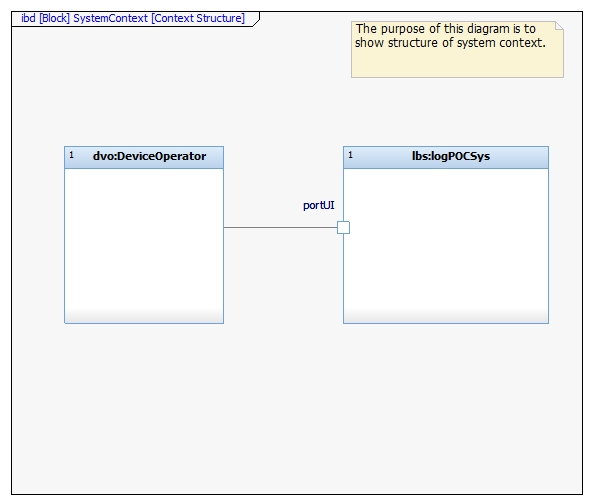 ibd [Block] SystemContext [Context Structure]
The purpose of this diagram is to
show structure of system context.
1 dvo:DeviceOperator
1 lbs:logPOCSys
portUI